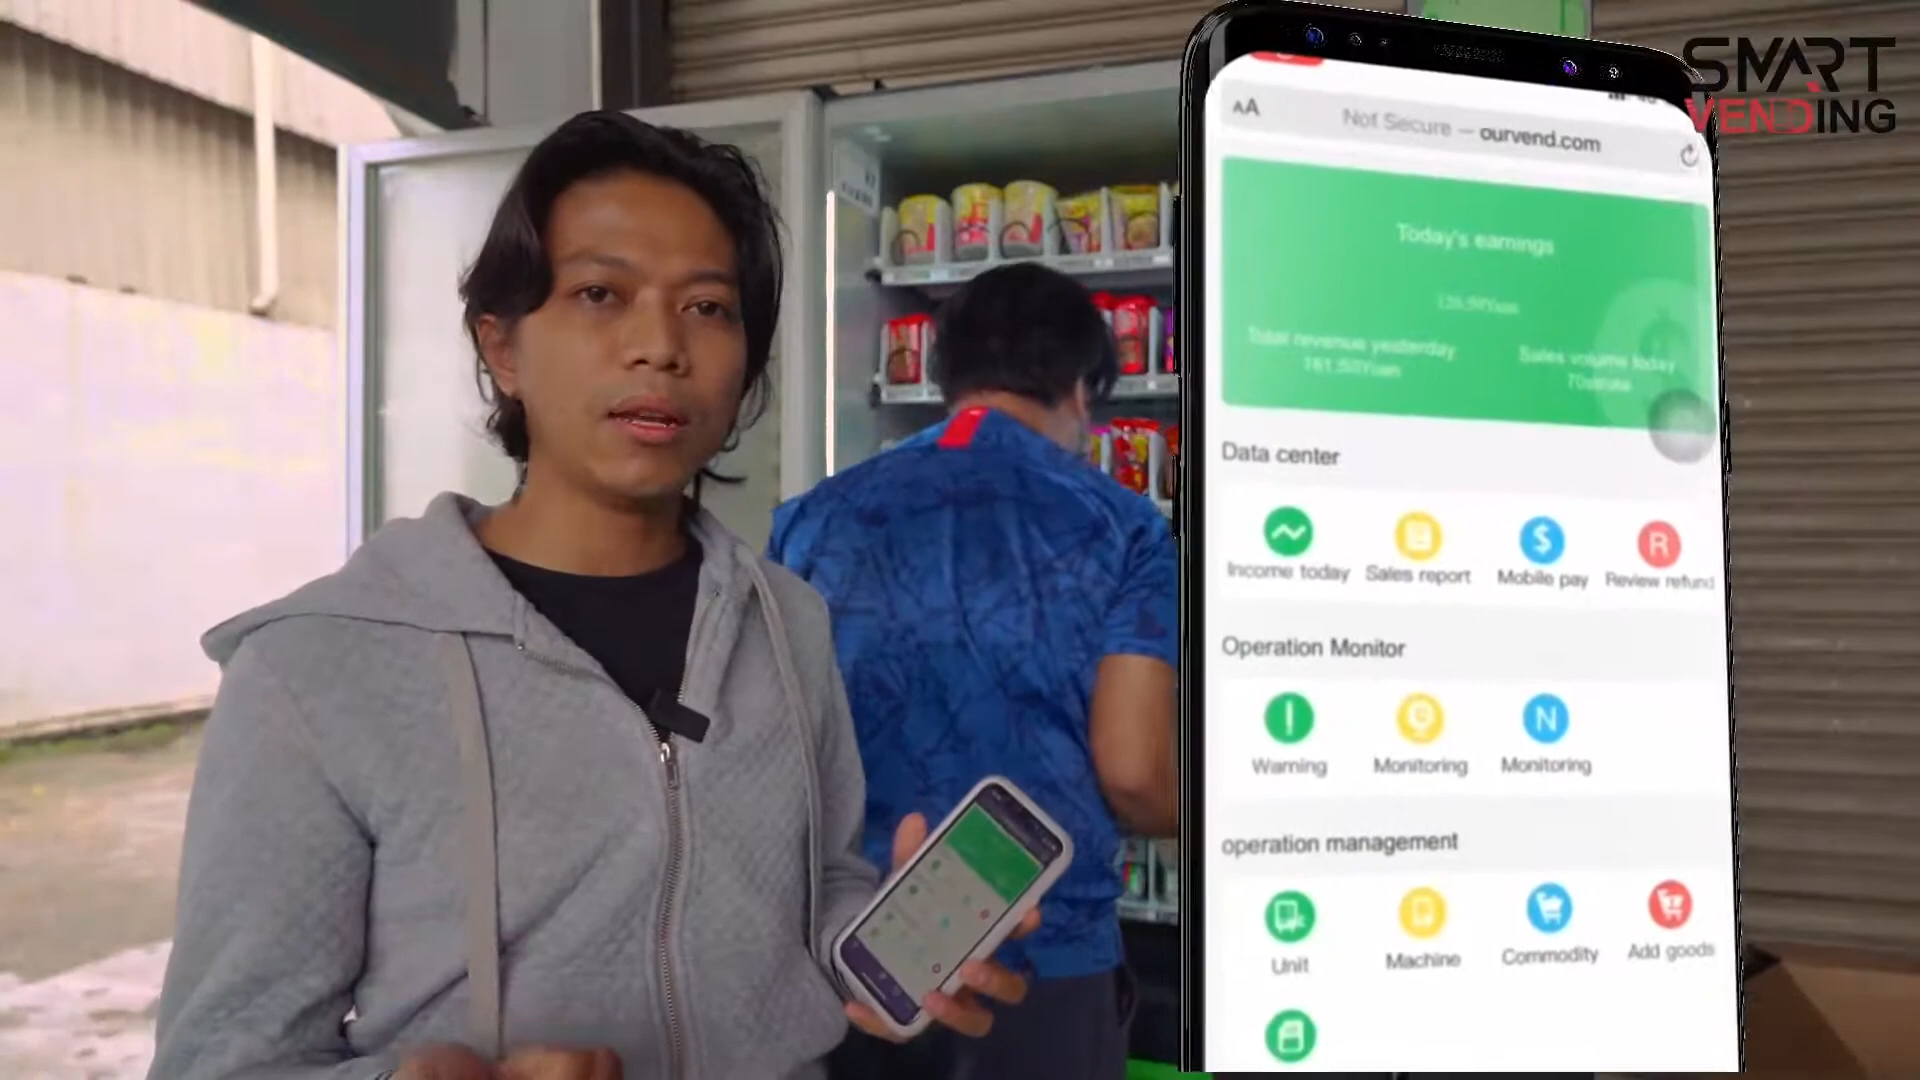 SMART
VENDING
AA
Not Secure — ourvend.com
Today's earnings
Total revenue yesterday
Sales volume today
Data center
Income today
Sales report
Mobile pay
R
Review refund
Operation Monitor
Warning
Monitoring
N
Monitoring
operation management
Unit
Machine
Commodity
Add goods